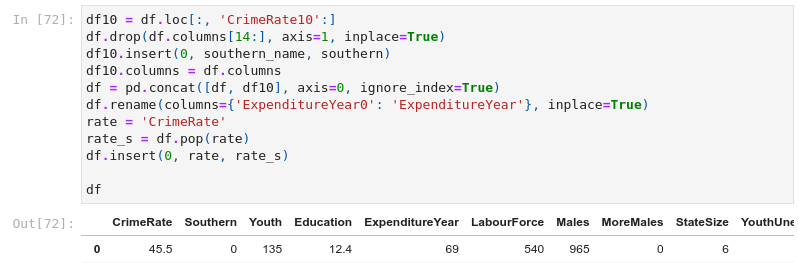 In [72]:
df10 = df.loc[:, 'CrimeRate10':]
df.drop(df.columns[14:], axis=1, inplace=True)
df10.insert(0, southern_name, southern)
df10.columns = df.columns
df = pd.concat([df, df10], axis=0, ignore_index=True)
df.rename(columns={'ExpenditureYear0': 'ExpenditureYear'}, inplace=True)
rate = 'CrimeRate'
rate_s = df.pop(rate)
df.insert(0, rate, rate_s)
df
Out[72]:
CrimeRate Southern Youth Education ExpenditureYear LabourForce Males MoreMales StateSize YouthUne
0 45.5 0 135 12.4 69 540 965 0 6